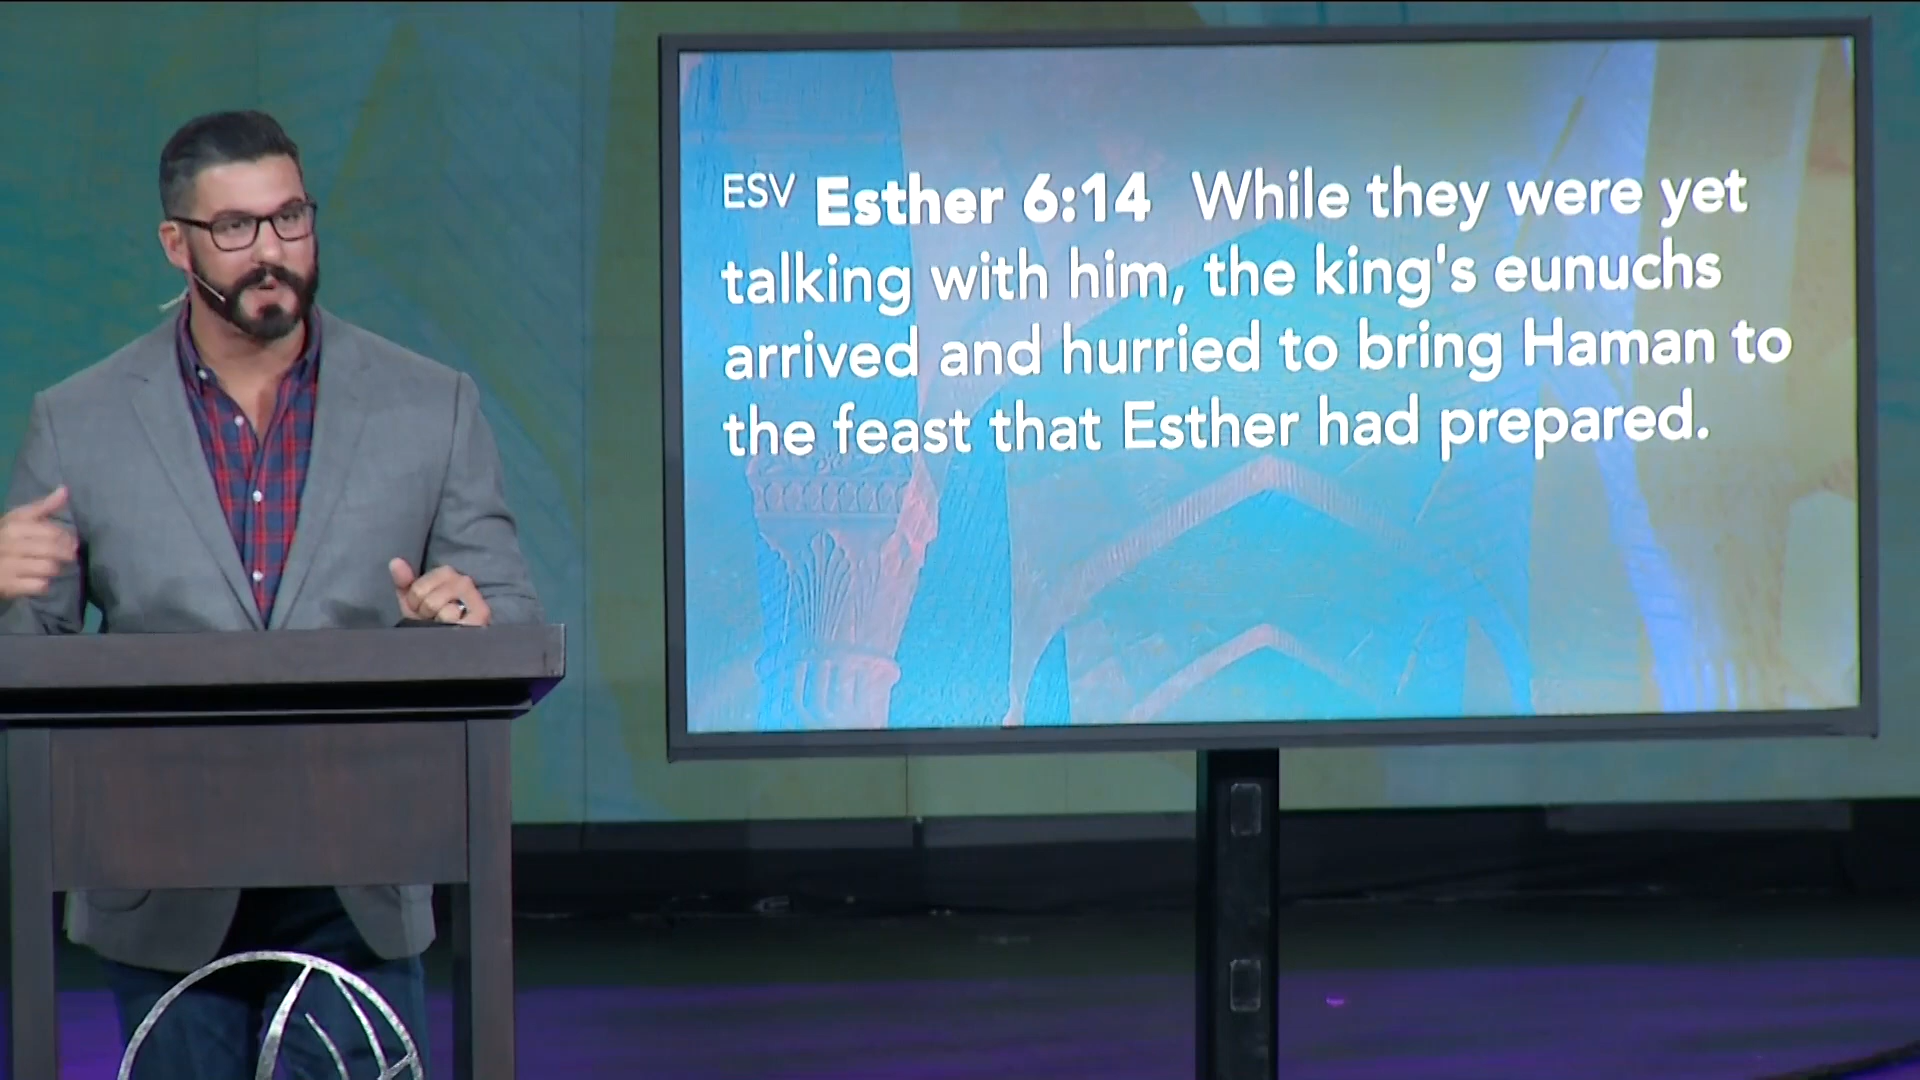 ESV Esther 6:14 While they were yet
talking with him, the king's eunuchs
arrived and hurried to bring Haman to
the feast that Esther had prepared.